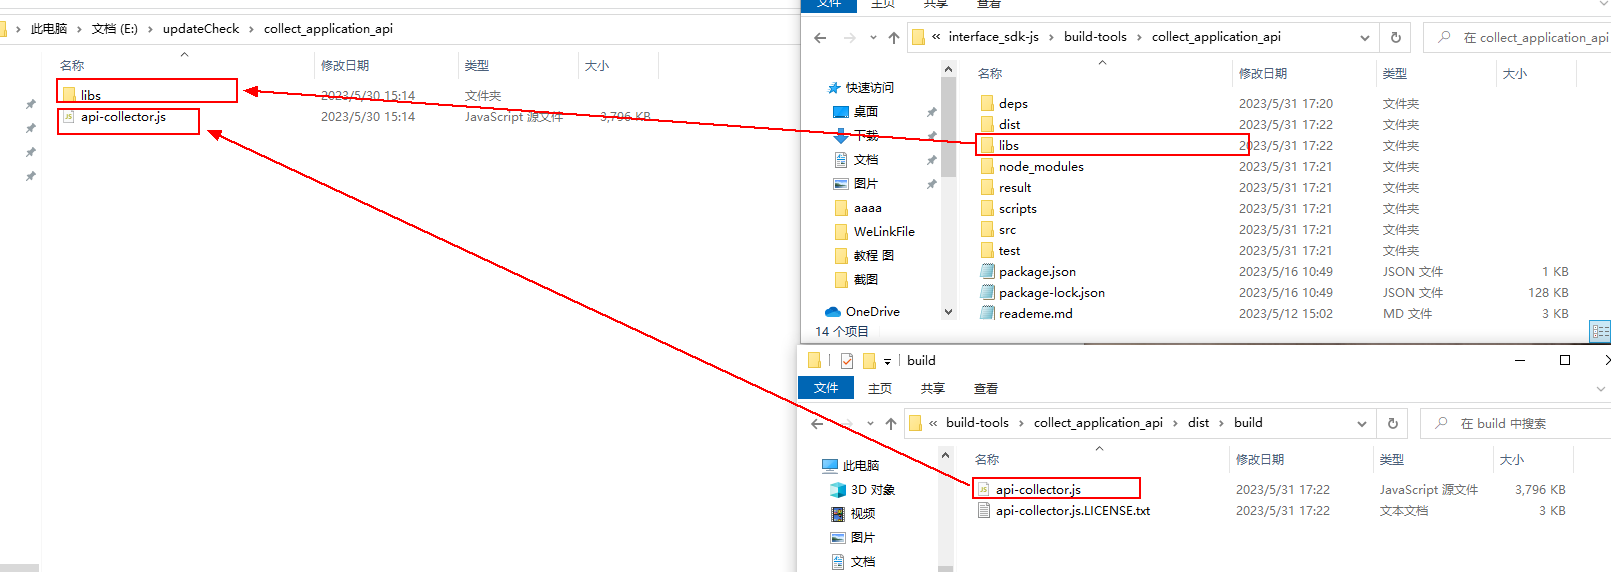 此电脑 › 文档 (E:) › updateCheck › collect_application_api
名称 修改日期 类型 大小
libs 2023/5/30 15:14 文件夹
api-collector.js 2023/5/30 15:14 JavaScript 源文件 3,796 KB
文件 主页 共享 查看
« interface_sdk-js › build-tools › collect_application_api 在 collect_application_api
名称 修改日期 类型 大小
快速访问
桌面
下载
文档
图片
aaaa
WeLinkFile
教程 图
截图
OneDrive
deps 2023/5/31 17:20 文件夹
dist 2023/5/31 17:22 文件夹
libs 2023/5/31 17:22 文件夹
node_modules 2023/5/31 17:21 文件夹
result 2023/5/31 17:21 文件夹
scripts 2023/5/31 17:21 文件夹
src 2023/5/31 17:21 文件夹
test 2023/5/31 17:21 文件夹
package.json 2023/5/16 10:49 JSON 文件 1 KB
package-lock.json 2023/5/16 10:49 JSON 文件 128 KB
reademe.md 2023/5/12 15:02 MD 文件 3 KB
14 个项目
build
文件 主页 共享 查看
« build-tools › collect_application_api › dist › build 在 build 中搜索
名称 修改日期 类型 大小
此电脑
3D 对象
视频
图片
文档
api-collector.js 2023/5/31 17:22 JavaScript 源文件 3,796 KB
api-collector.js.LICENSE.txt 2023/5/31 17:22 文本文档 3 KB